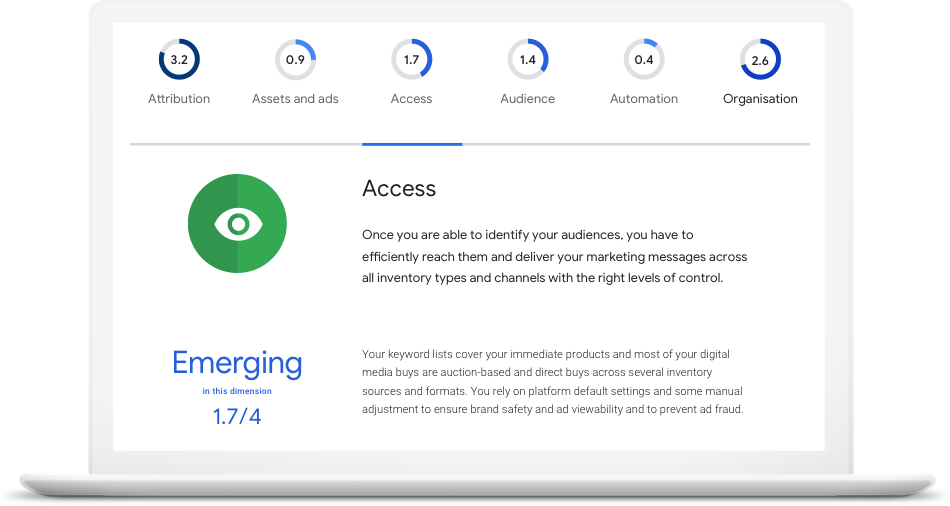 3.2
0.9
1.7
1.4
0.4
2.6
Attribution
Assets and ads
Access
Audience
Automation
Organisation
Access
Once you are able to identify your audiences, you have to
efficiently reach them and deliver your marketing messages across
all inventory types and channels with the right levels of control.
Emerging
in this dimension
1.7/4
Your keyword lists cover your immediate products and most of your digital
media buys are auction-based and direct buys across several inventory
sources and formats. You rely on platform default settings and some manual
adjustment to ensure brand safety and ad viewability and to prevent ad fraud.